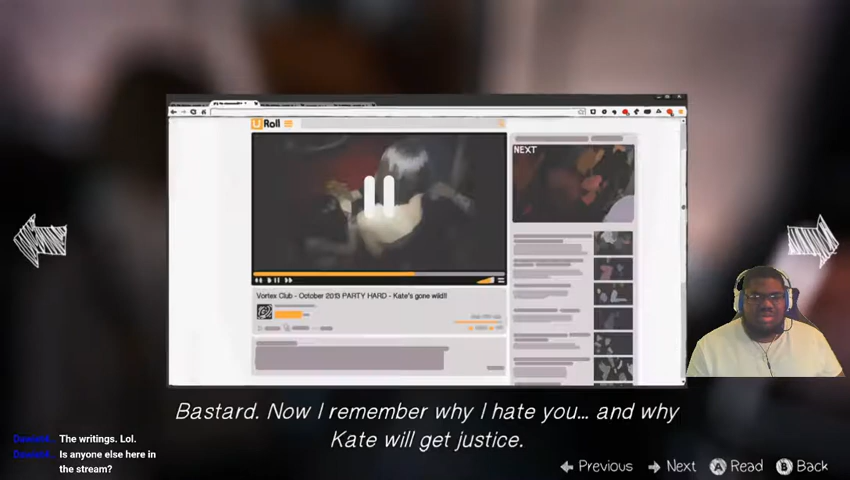 U Roll
NEXT
Vortex Club - October 2013 PARTY HARD - Kate's gone wild!!
Bastard. Now I remember why I hate you... and why
Kate will get justice.
The writings. Lol.
Is anyone else here in
the stream?
Previous
Next
A Read
B Back